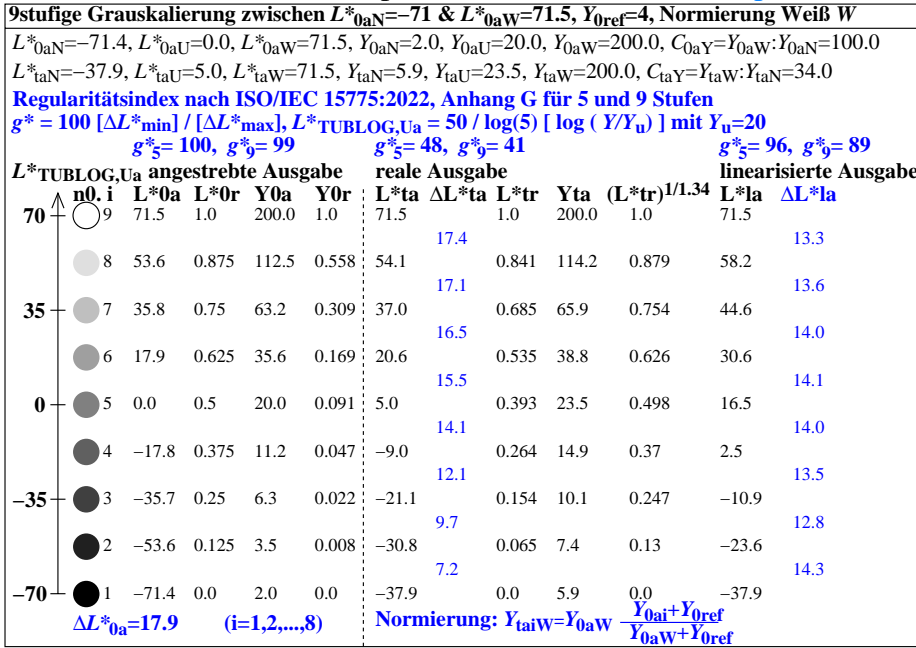 9stufige Grauskalierung zwischen L*0aN=−71 & L*0aW=71.5, Y0ref=4, Normierung Weiß W
L*0aN=−71.4, L*0aU=0.0, L*0aW=71.5, Y0aN=2.0, Y0aU=20.0, Y0aW=200.0, C0aY=Y0aW:Y0aN=100.0
L*taN=−37.9, L*taU=5.0, L*taW=71.5, YtaN=5.9, YtaU=23.5, YtaW=200.0, CtaY=YtaW:YtaN=34.0
Regularitätsindex nach ISO/IEC 15775:2022, Anhang G für 5 und 9 Stufen
g* = 100 [ΔL*min] / [ΔL*max], L*TUBLOG,Ua = 50 / log(5) [ log ( Y/Yu) ] mit Yu=20
g*5= 100, g*9= 99 g*5= 48, g*9= 41 g*5= 96, g*9= 89
L*TUBLOG,Ua angestrebte Ausgabe reale Ausgabe linearisierte Ausgabe
n0. i L*0a L*0r Y0a Y0r L*ta ΔL*ta L*tr Yta (L*tr)1/1.34 L*la ΔL*la
70 9 71.5 1.0 200.0 1.0 71.5 1.0 200.0 1.0 71.5
17.4 13.3
8 53.6 0.875 112.5 0.558 54.1 0.841 114.2 0.879 58.2
17.1 13.6
35 7 35.8 0.75 63.2 0.309 37.0 0.685 65.9 0.754 44.6
16.5 14.0
6 17.9 0.625 35.6 0.169 20.6 0.535 38.8 0.626 30.6
15.5 14.1
0 5 0.0 0.5 20.0 0.091 5.0 0.393 23.5 0.498 16.5
14.1 14.0
4 −17.8 0.375 11.2 0.047 −9.0 0.264 14.9 0.37 2.5
12.1 13.5
−35 3 −35.7 0.25 6.3 0.022 −21.1 0.154 10.1 0.247 −10.9
9.7 12.8
2 −53.6 0.125 3.5 0.008 −30.8 0.065 7.4 0.13 −23.6
7.2 14.3
−70 1 −71.4 0.0 2.0 0.0 −37.9 0.0 5.9 0.0 −37.9
ΔL*0a=17.9 (i=1,2,...,8) Normierung: YtaiW=Y0aW Y0ai+Y0ref
Y0aW+Y0ref